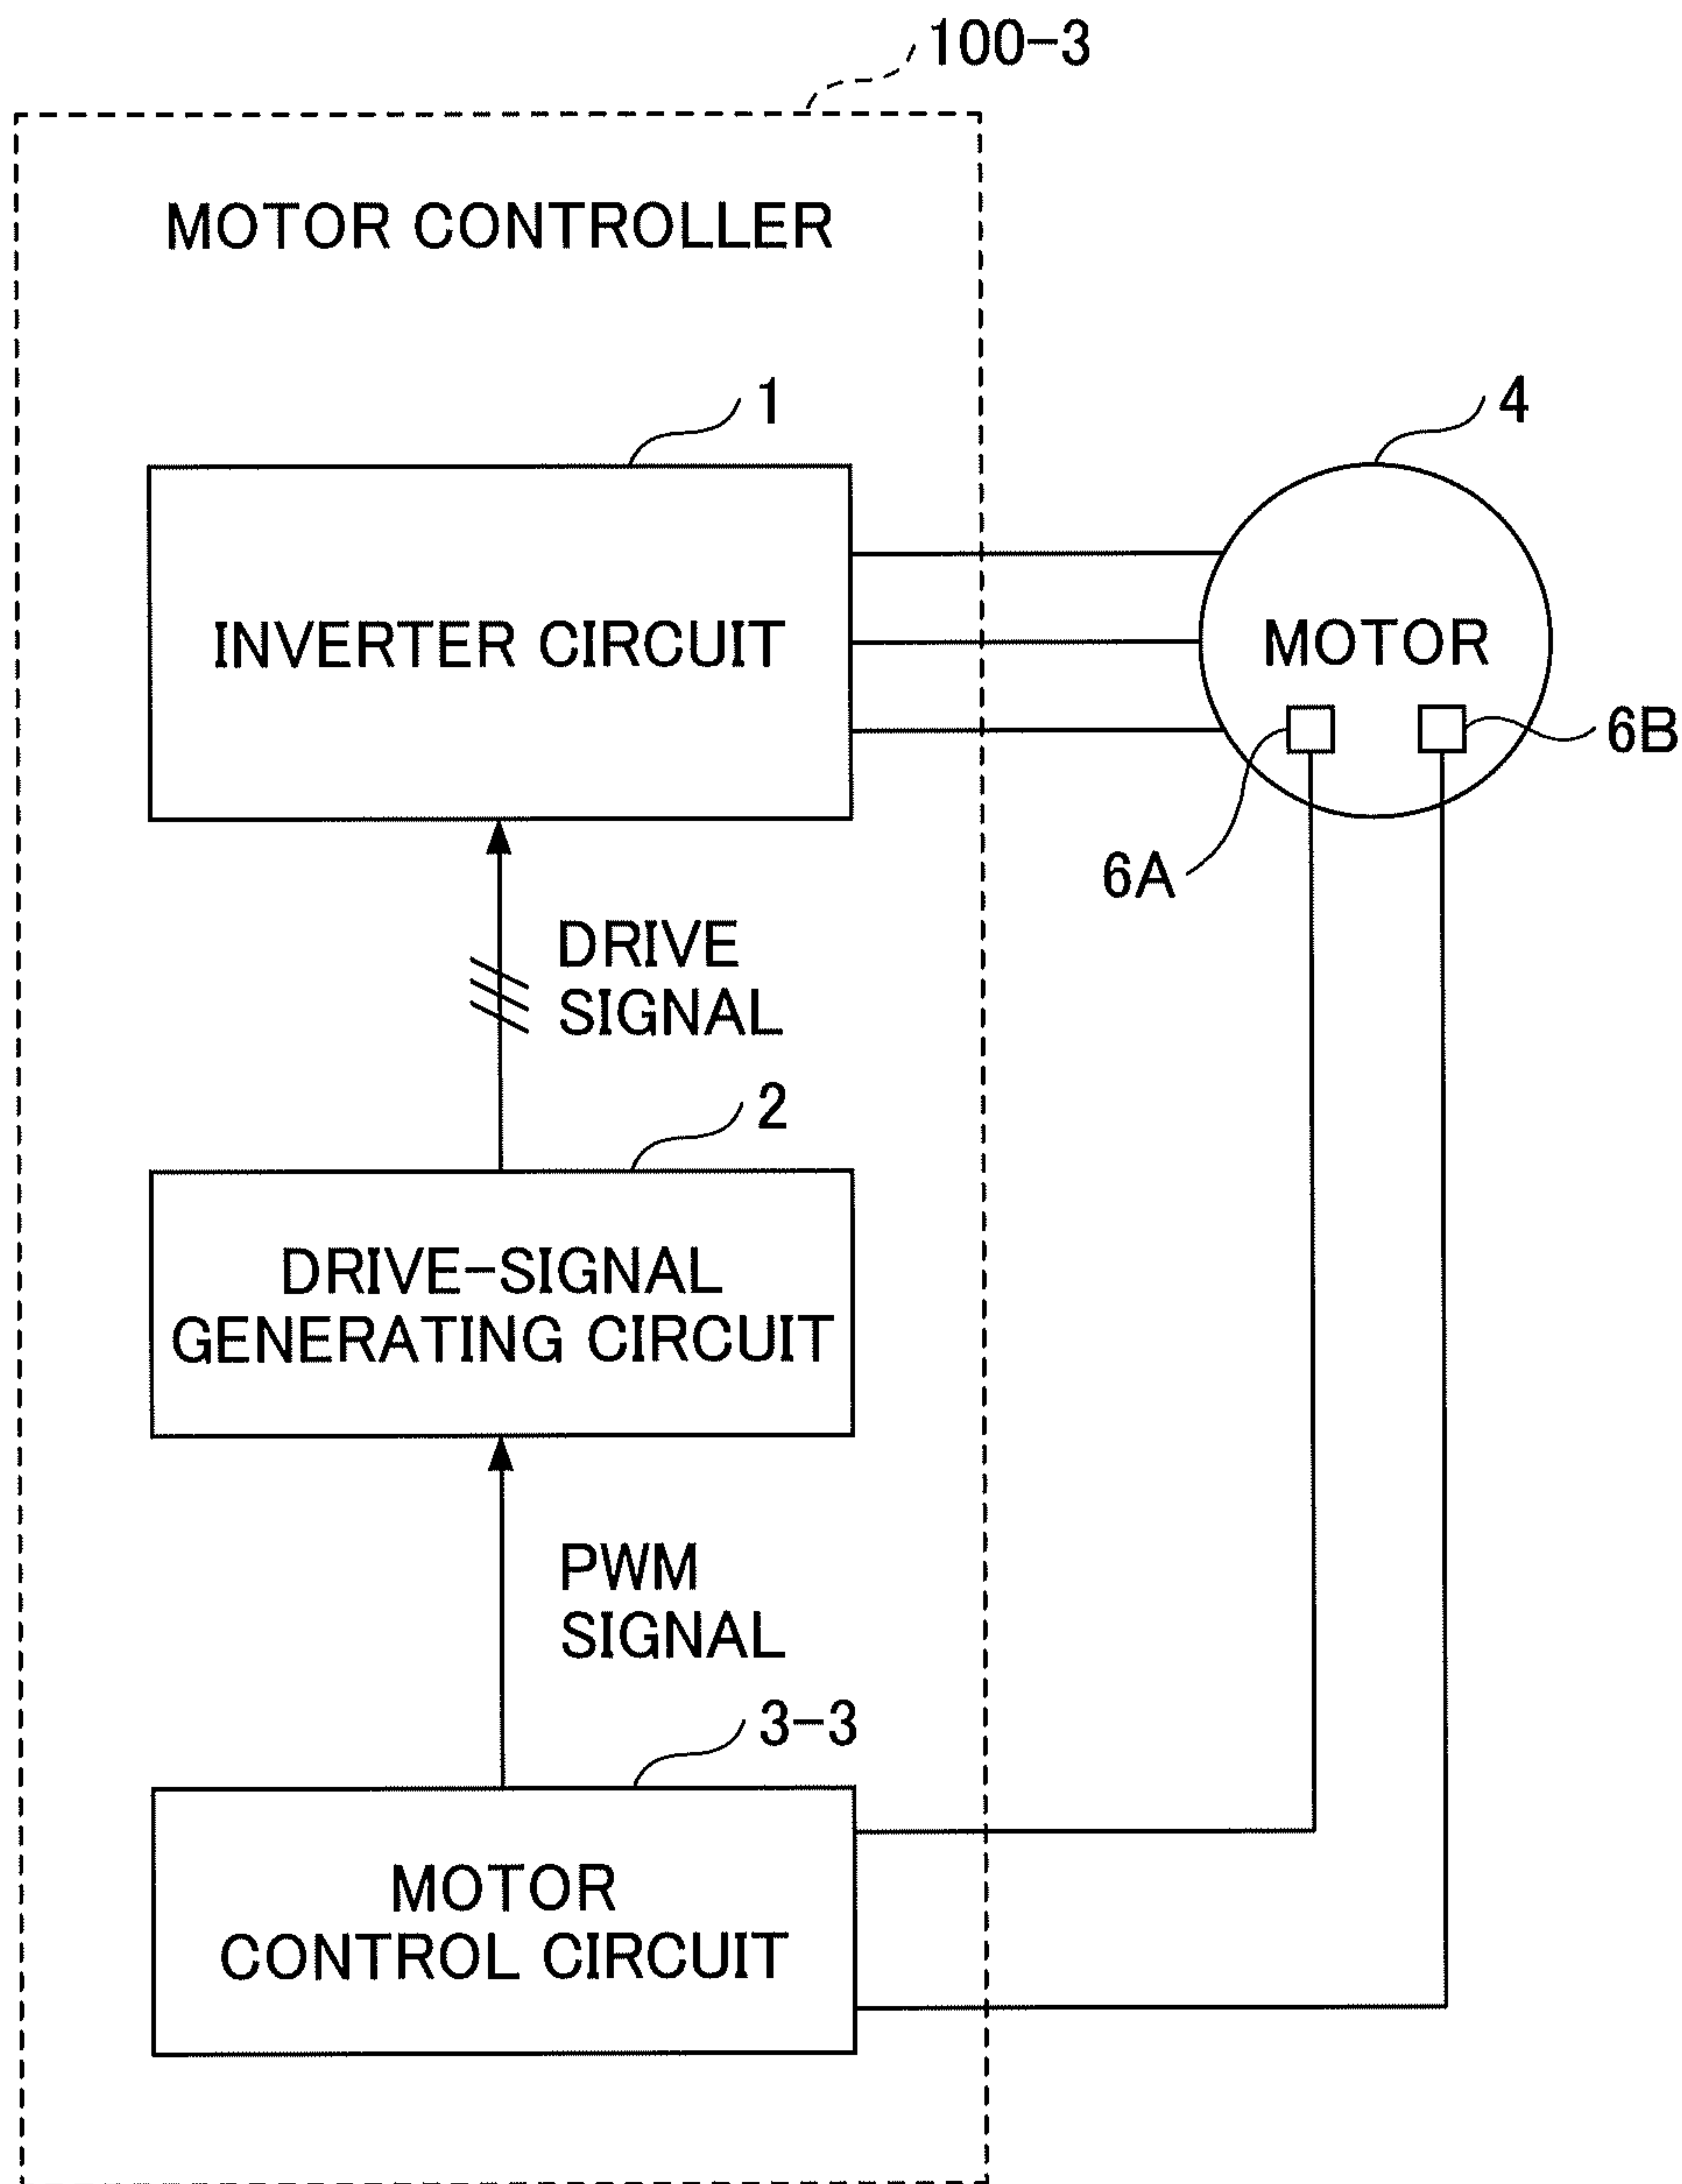 100-3
MOTOR CONTROLLER
1
4
INVERTER CIRCUIT
MOTOR
6A
6B
DRIVE
SIGNAL
2
DRIVE-SIGNAL
GENERATING CIRCUIT
PWM
SIGNAL
3-3
MOTOR
CONTROL CIRCUIT